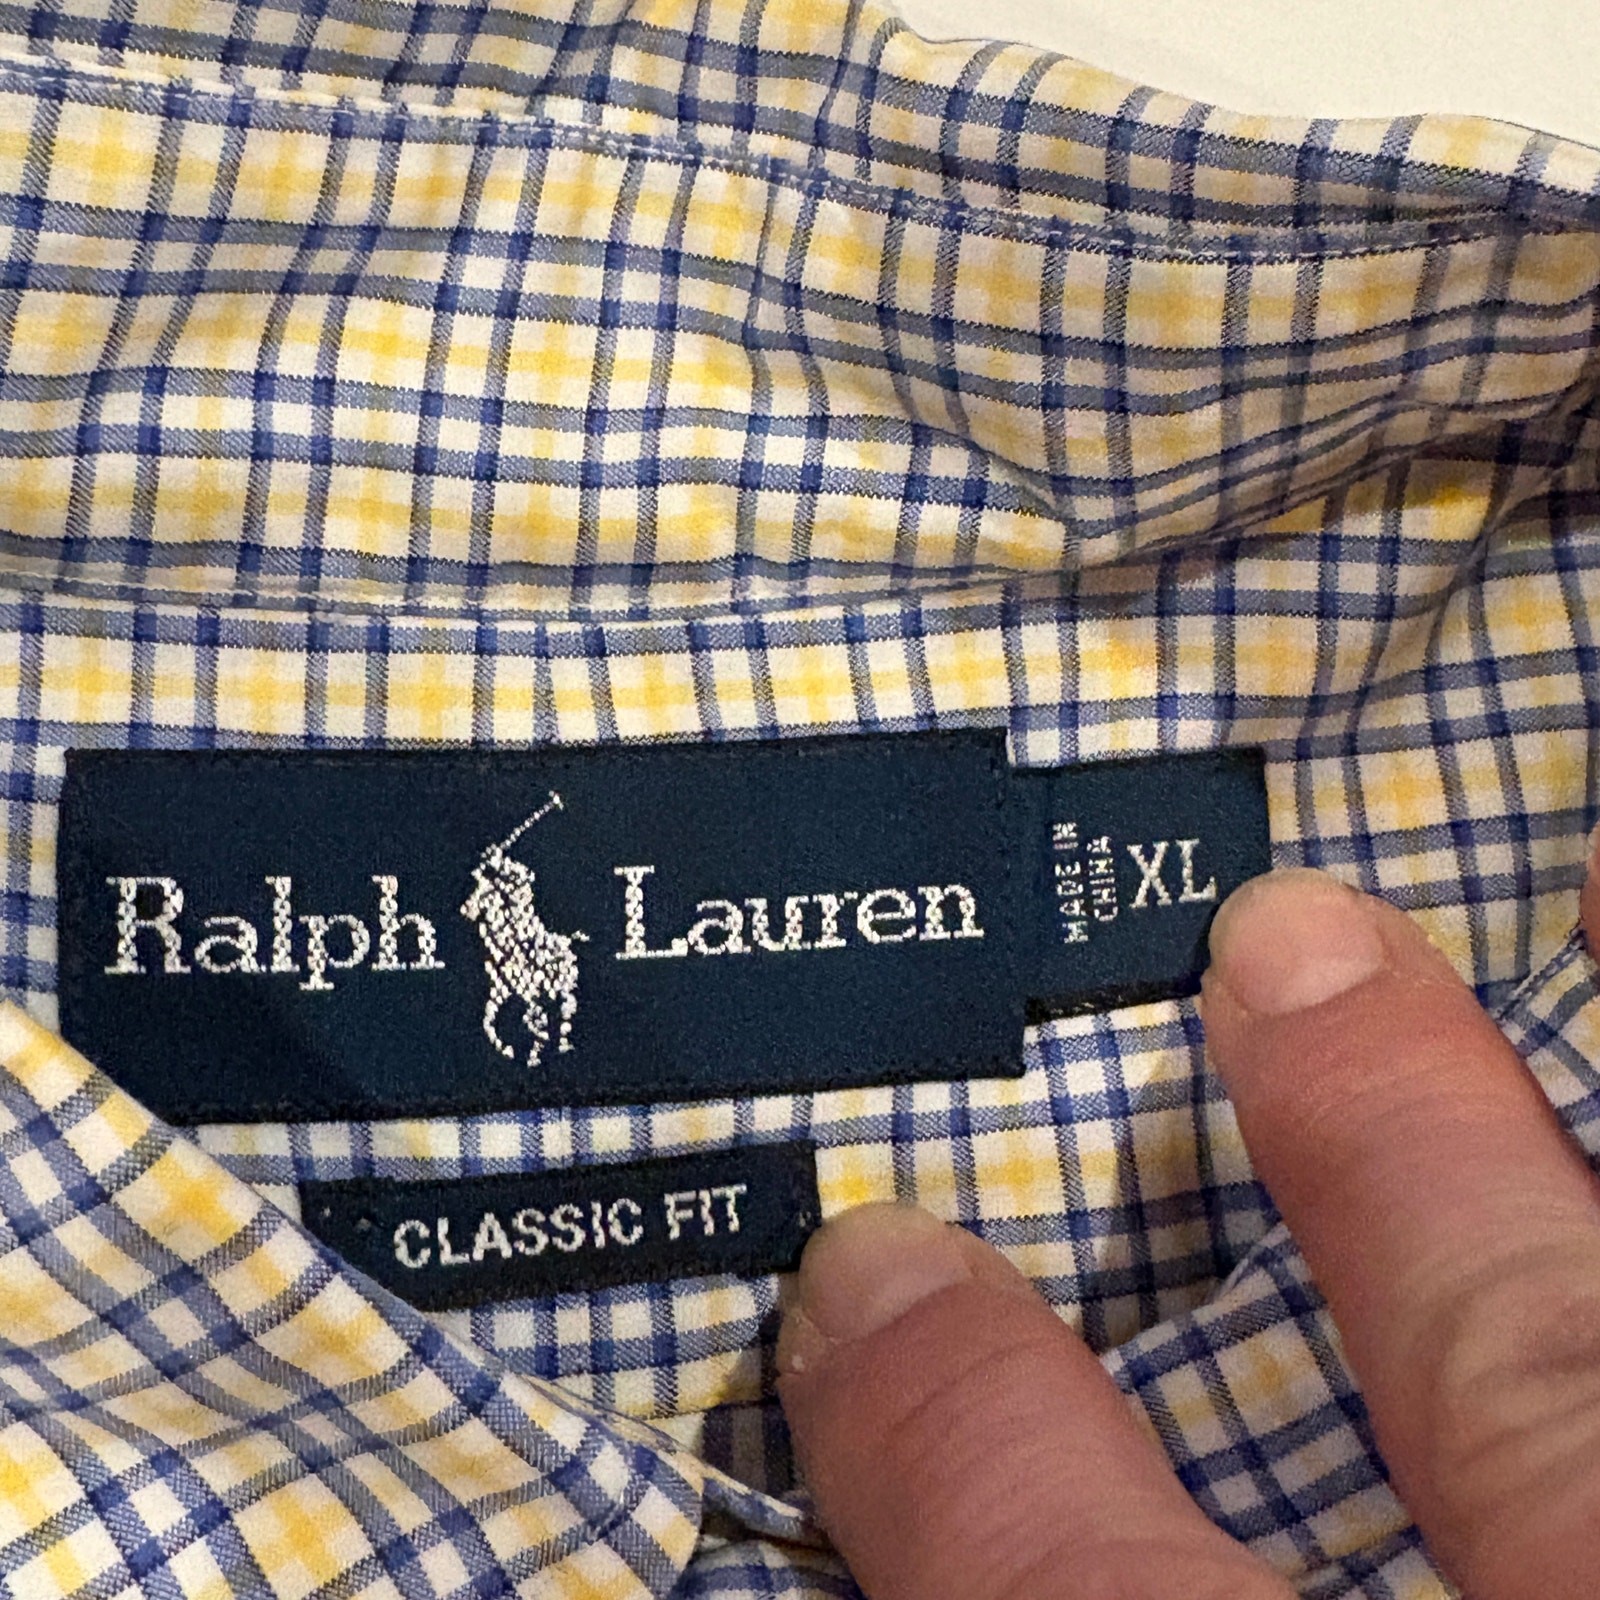 Ralph Lauren
MADE IN
CHINA
XL
CLASSIC FIT